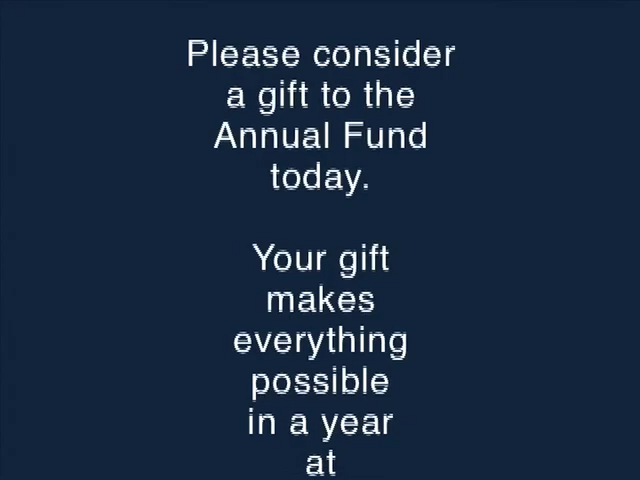 Please consider
a gift to the
Annual Fund
today.
Your gift
makes
everything
possible
in a year
at